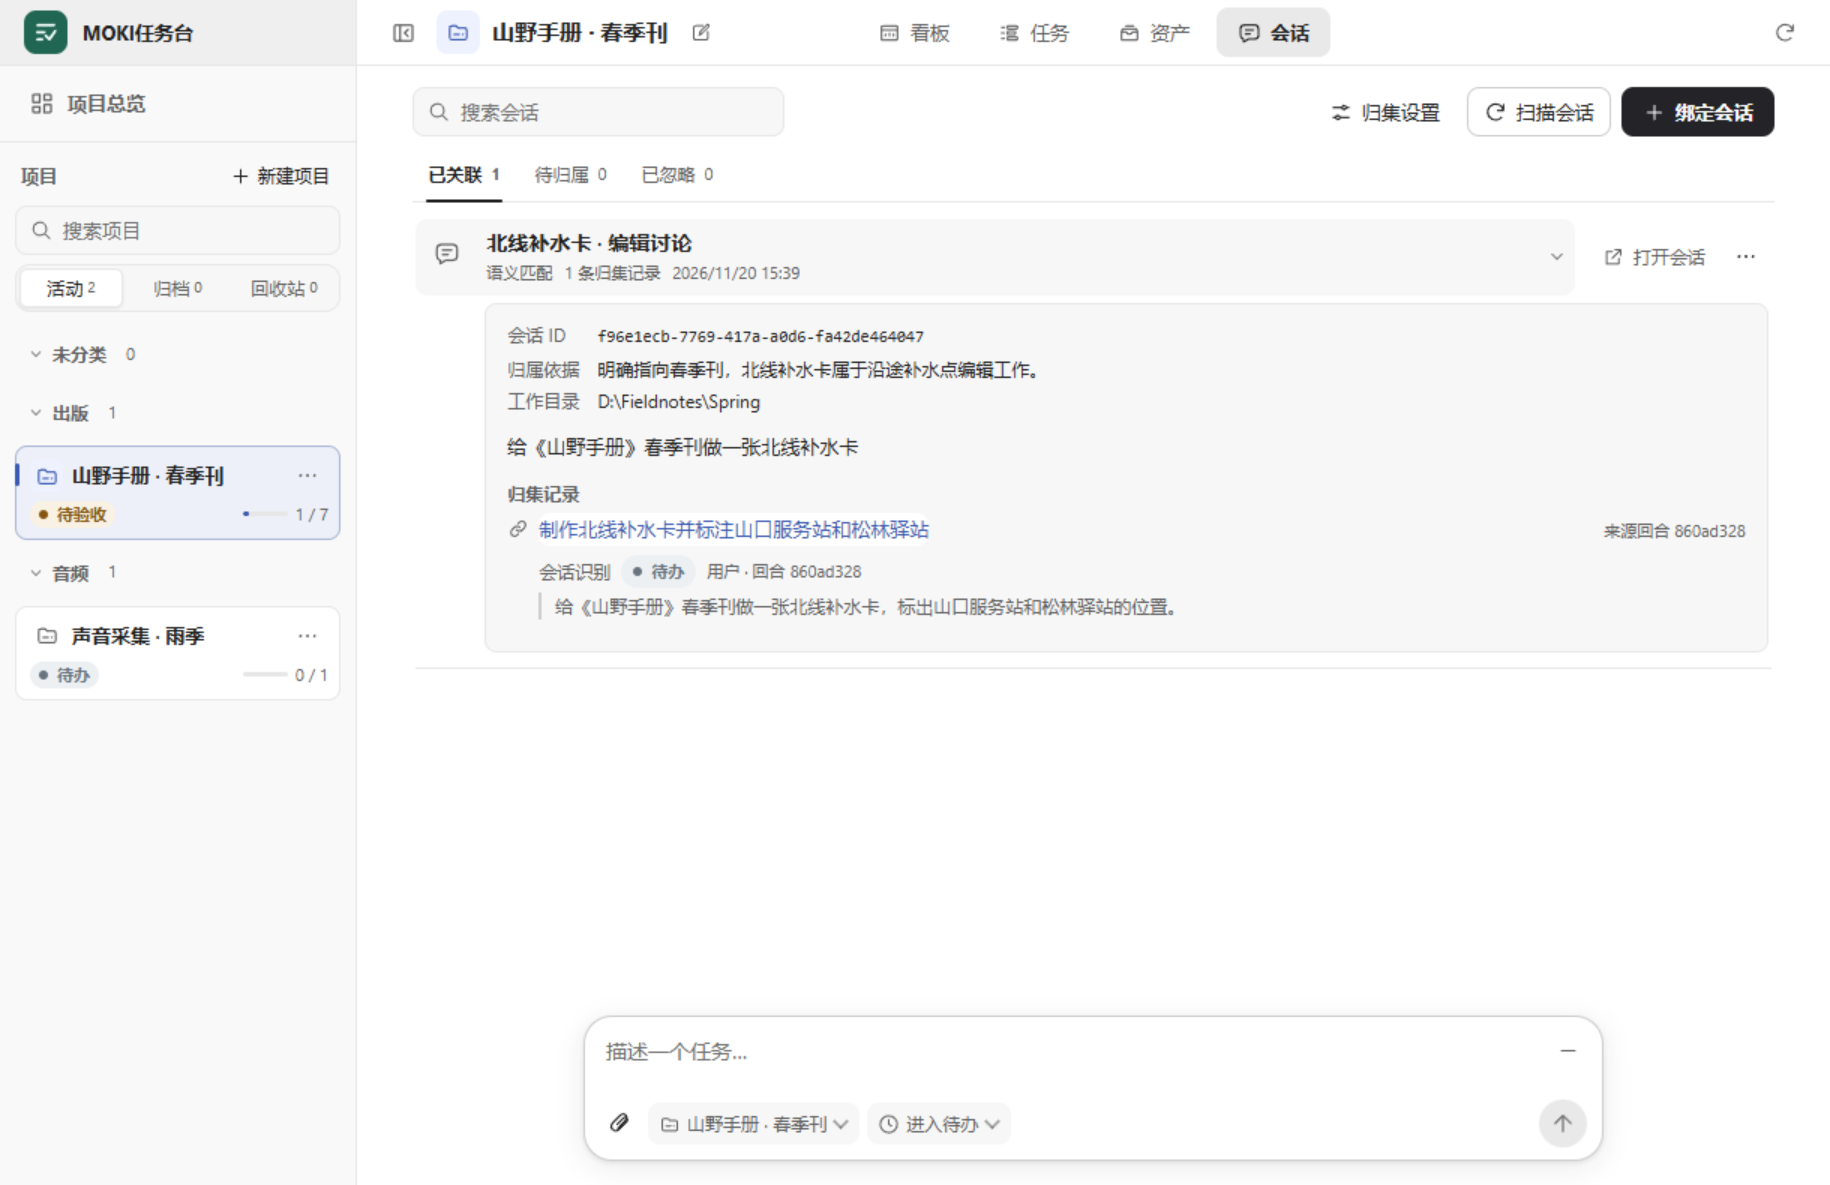 MOKI任务台
项目总览
项目
新建项目
搜索项目
活动 2
归档 0
回收站 0
未分类 0
出版 1
山野手册 · 春季刊
待验收
1 / 7
音频 1
声音采集 · 雨季
待办
0 / 1
山野手册 · 春季刊
看板
任务
资产
会话
搜索会话
归集设置
扫描会话
绑定会话
已关联 1
待归属 0
已忽略 0
北线补水卡 · 编辑讨论
语义匹配 1 条归集记录 2026/11/20 15:39
打开会话
会话 ID f96e1ecb-7769-417a-a0d6-fa42de464047
归属依据 明确指向春季刊，北线补水卡属于沿途补水点编辑工作。
工作目录 D:\Fieldnotes\Spring
给《山野手册》春季刊做一张北线补水卡
归集记录
制作北线补水卡并标注山口服务站和松林驿站
来源回合 860ad328
会话识别 待办 用户 · 回合 860ad328
给《山野手册》春季刊做一张北线补水卡，标出山口服务站和松林驿站的位置。
描述一个任务...
山野手册 · 春季刊
进入待办